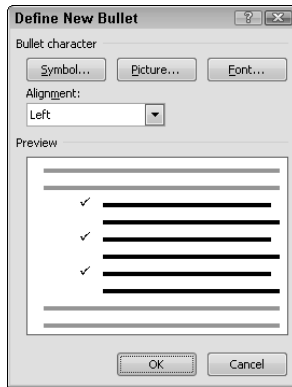 Define New Bullet
Bullet character
Symbol... Picture... Font...
Alignment:
Left
Preview
OK Cancel